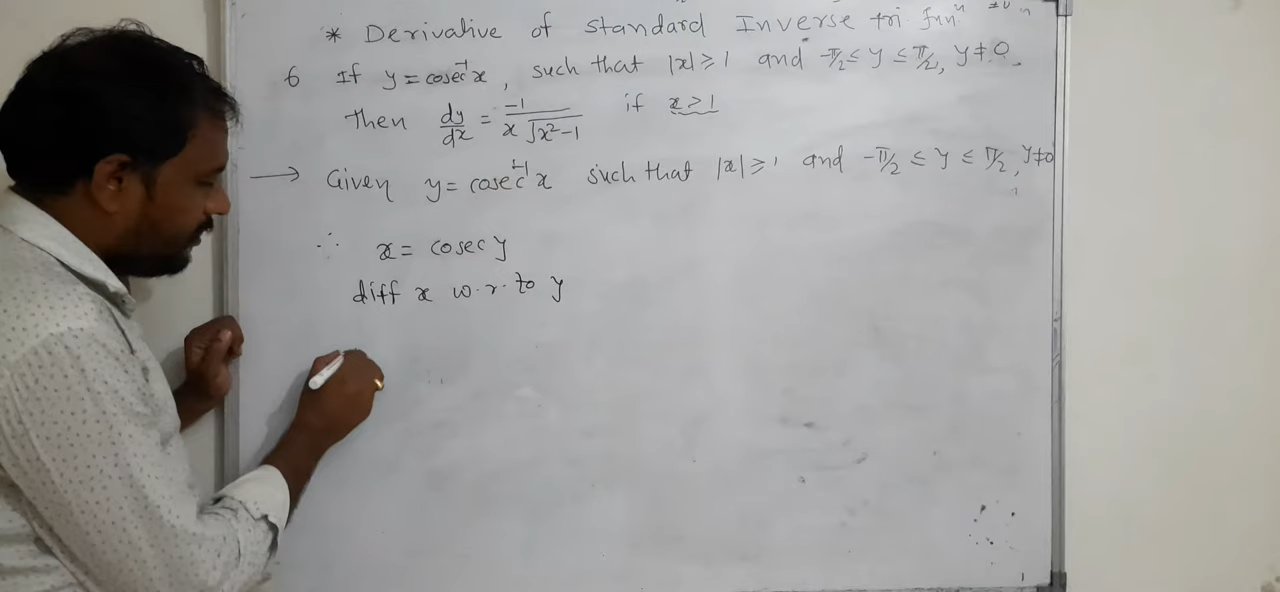 * Derivative of standard Inverse tri funⁿ
6 If y = cosec⁻¹x, such that |x| ≥ 1 and -π/2 ≤ y ≤ π/2, y ≠ 0
Then dy/dx = -1/(x√(x²-1)) if x > 1
→ Given y = cosec⁻¹x such that |x| ≥ 1 and -π/2 ≤ y ≤ π/2, y ≠ 0
∴ x = cosec y
diff x w.r.to y